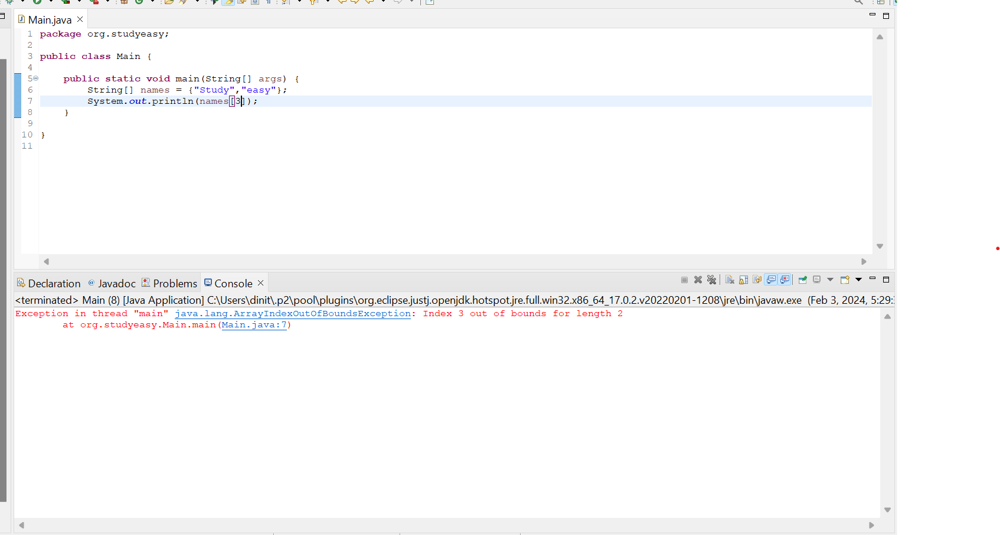 Main.java
1 package org.studyeasy;
2
3 public class Main {
4
5 public static void main(String[] args) {
6 String[] names = {"Study","easy"};
7 System.out.println(names[3]);
8 }
9
10 }
11
Declaration @ Javadoc Problems Console
<terminated> Main (8) [Java Application] C:\Users\dinit\.p2\pool\plugins\org.eclipse.justj.openjdk.hotspot.jre.full.win32.x86_64_17.0.2.v20220201-1208\jre\bin\javaw.exe (Feb 3, 2024, 5:29:
Exception in thread "main" java.lang.ArrayIndexOutOfBoundsException: Index 3 out of bounds for length 2
at org.studyeasy.Main.main(Main.java:7)